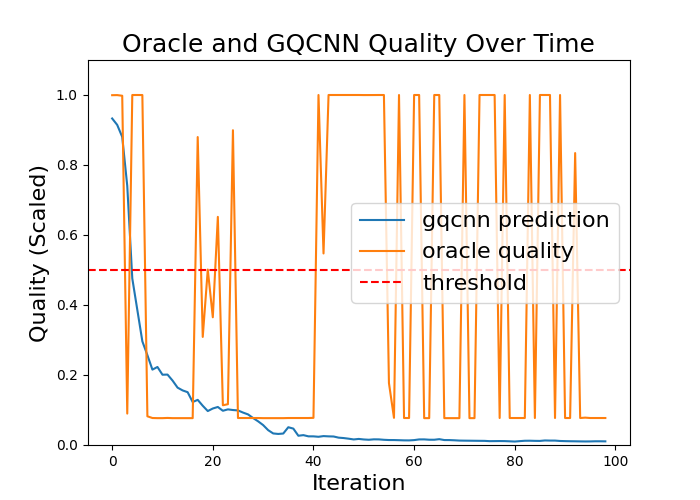 Oracle and GQCNN Quality Over Time
Quality (Scaled)
1.0
0.8
0.6
0.4
0.2
0.0
gqcnn prediction
oracle quality
threshold
0 20 40 60 80 100
Iteration